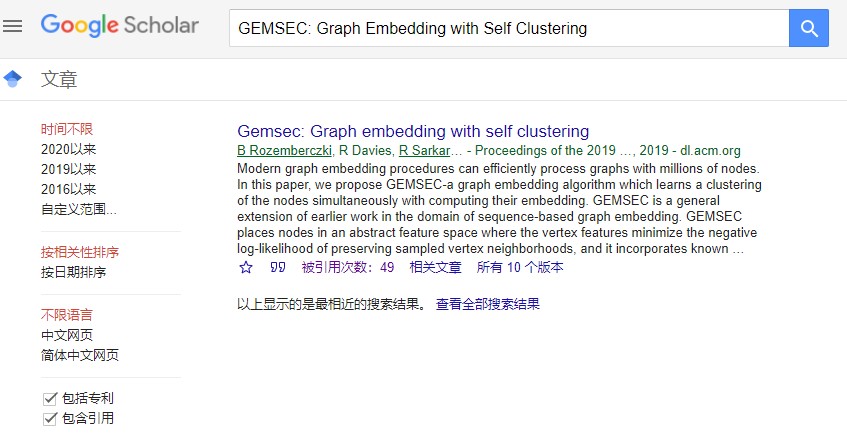 Google Scholar
GEMSEC: Graph Embedding with Self Clustering
文章
时间不限
2020以来
2019以来
2016以来
自定义范围...
按相关性排序
按日期排序
不限语言
中文网页
简体中文网页
包括专利
包含引用
Gemsec: Graph embedding with self clustering
B Rozemberczki, R Davies, R Sarkar… - Proceedings of the 2019 …, 2019 - dl.acm.org
Modern graph embedding procedures can efficiently process graphs with millions of nodes.
In this paper, we propose GEMSEC-a graph embedding algorithm which learns a clustering
of the nodes simultaneously with computing their embedding. GEMSEC is a general
extension of earlier work in the domain of sequence-based graph embedding. GEMSEC
places nodes in an abstract feature space where the vertex features minimize the negative
log-likelihood of preserving sampled vertex neighborhoods, and it incorporates known …
被引用次数：49 相关文章 所有 10 个版本
以上显示的是最相近的搜索结果。 查看全部搜索结果